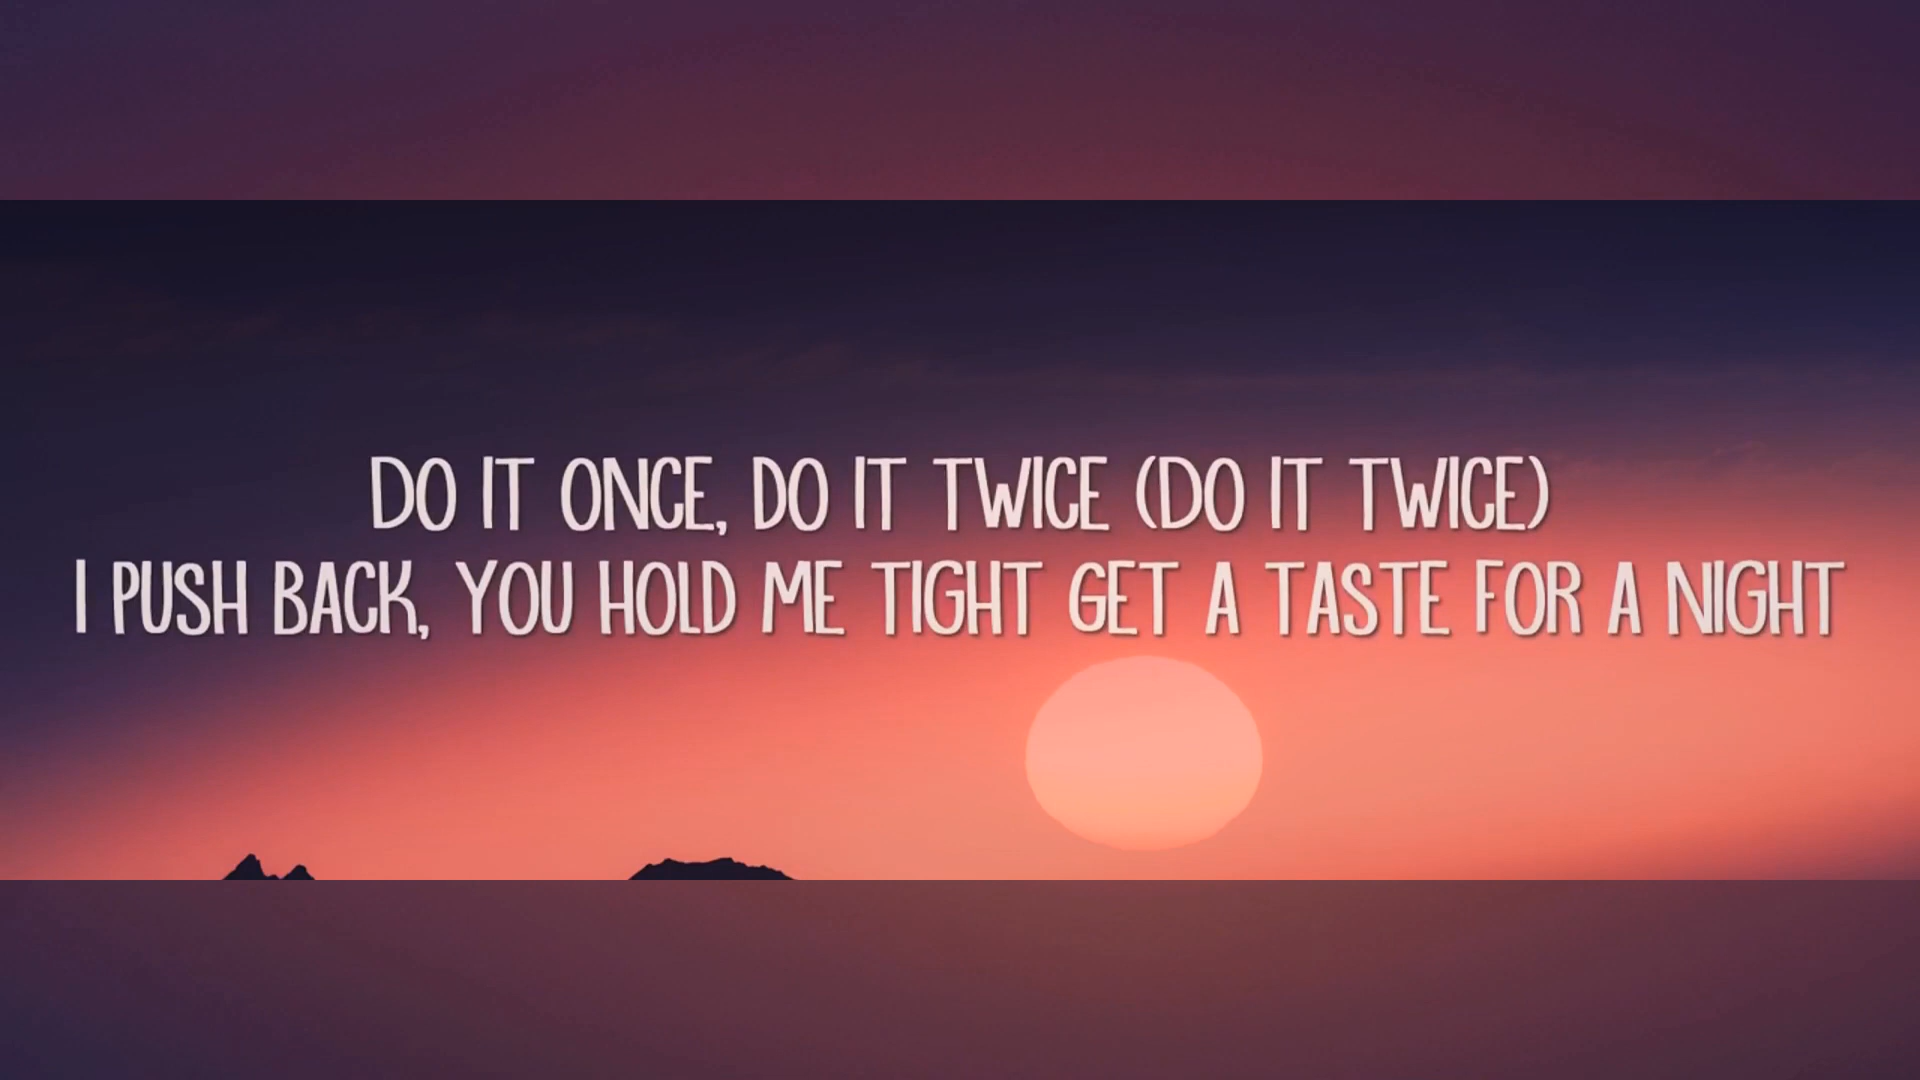 DO IT ONCE, DO IT TWICE (DO IT TWICE)
I PUSH BACK, YOU HOLD ME TIGHT GET A TASTE FOR A NIGHT